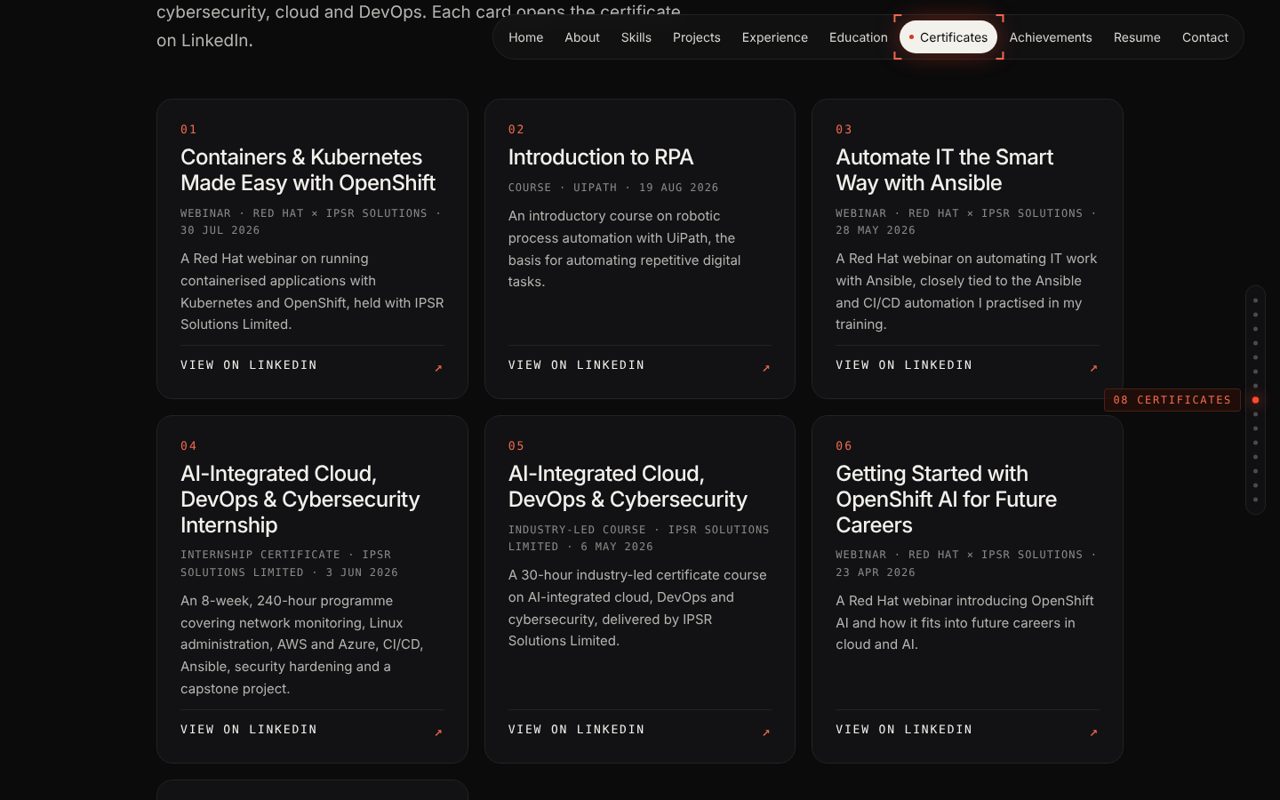 cybersecurity, cloud and DevOps. Each card opens the certificate
on LinkedIn.
Home About Skills Projects Experience Education Certificates Achievements Resume Contact
01
Containers & Kubernetes
Made Easy with OpenShift
WEBINAR · RED HAT × IPSR SOLUTIONS ·
30 JUL 2026
A Red Hat webinar on running
containerised applications with
Kubernetes and OpenShift, held with IPSR
Solutions Limited.
VIEW ON LINKEDIN ↗
02
Introduction to RPA
COURSE · UIPATH · 19 AUG 2026
An introductory course on robotic
process automation with UiPath, the
basis for automating repetitive digital
tasks.
VIEW ON LINKEDIN ↗
03
Automate IT the Smart
Way with Ansible
WEBINAR · RED HAT × IPSR SOLUTIONS ·
28 MAY 2026
A Red Hat webinar on automating IT work
with Ansible, closely tied to the Ansible
and CI/CD automation I practised in my
training.
VIEW ON LINKEDIN ↗
08 CERTIFICATES
04
AI-Integrated Cloud,
DevOps & Cybersecurity
Internship
INTERNSHIP CERTIFICATE · IPSR
SOLUTIONS LIMITED · 3 JUN 2026
An 8-week, 240-hour programme
covering network monitoring, Linux
administration, AWS and Azure, CI/CD,
Ansible, security hardening and a
capstone project.
VIEW ON LINKEDIN ↗
05
AI-Integrated Cloud,
DevOps & Cybersecurity
INDUSTRY-LED COURSE · IPSR SOLUTIONS
LIMITED · 6 MAY 2026
A 30-hour industry-led certificate course
on AI-integrated cloud, DevOps and
cybersecurity, delivered by IPSR
Solutions Limited.
VIEW ON LINKEDIN ↗
06
Getting Started with
OpenShift AI for Future
Careers
WEBINAR · RED HAT × IPSR SOLUTIONS ·
23 APR 2026
A Red Hat webinar introducing OpenShift
AI and how it fits into future careers in
cloud and AI.
VIEW ON LINKEDIN ↗